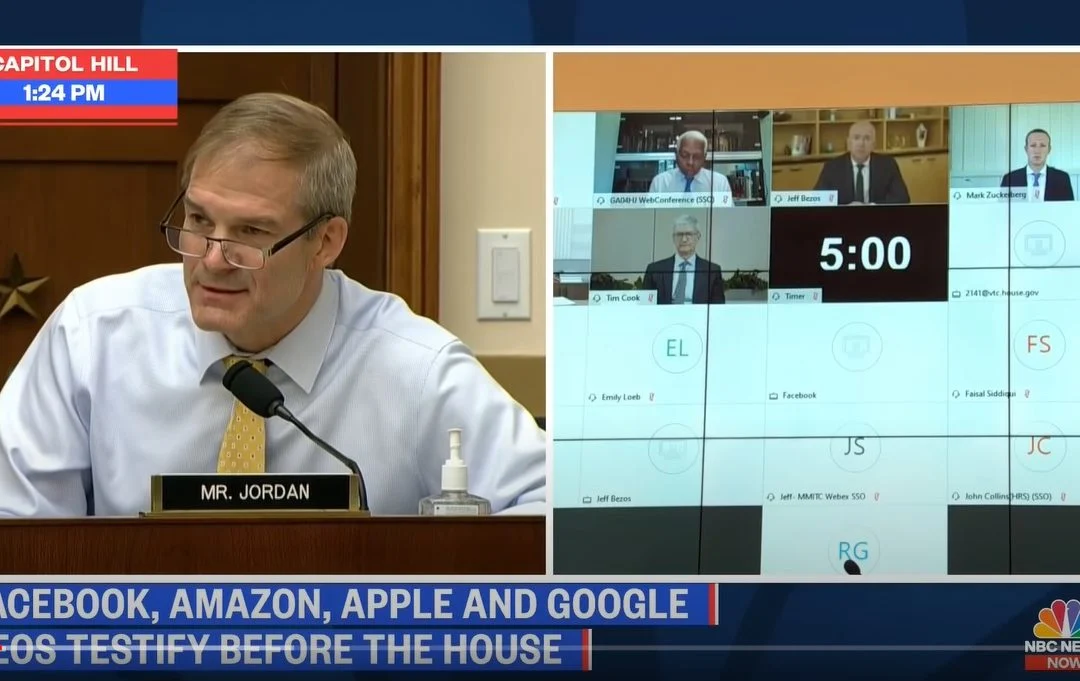 CAPITOL HILL
1:24 PM
GA04HJ WebConference (SSO)
Jeff Bezos
Mark Zuckerberg
5:00
Tim Cook
Timer
2141@vtc.house.gov
EL
FS
Emily Loeb
Facebook
Faisal Siddiqui
JS
JC
Jeff Bezos
Jeff- MMITC Webex SSO
John Collins(HRS) (SSO)
RG
MR. JORDAN
ACEBOOK, AMAZON, APPLE AND GOOGLE
EOS TESTIFY BEFORE THE HOUSE
NBC NE
NOW